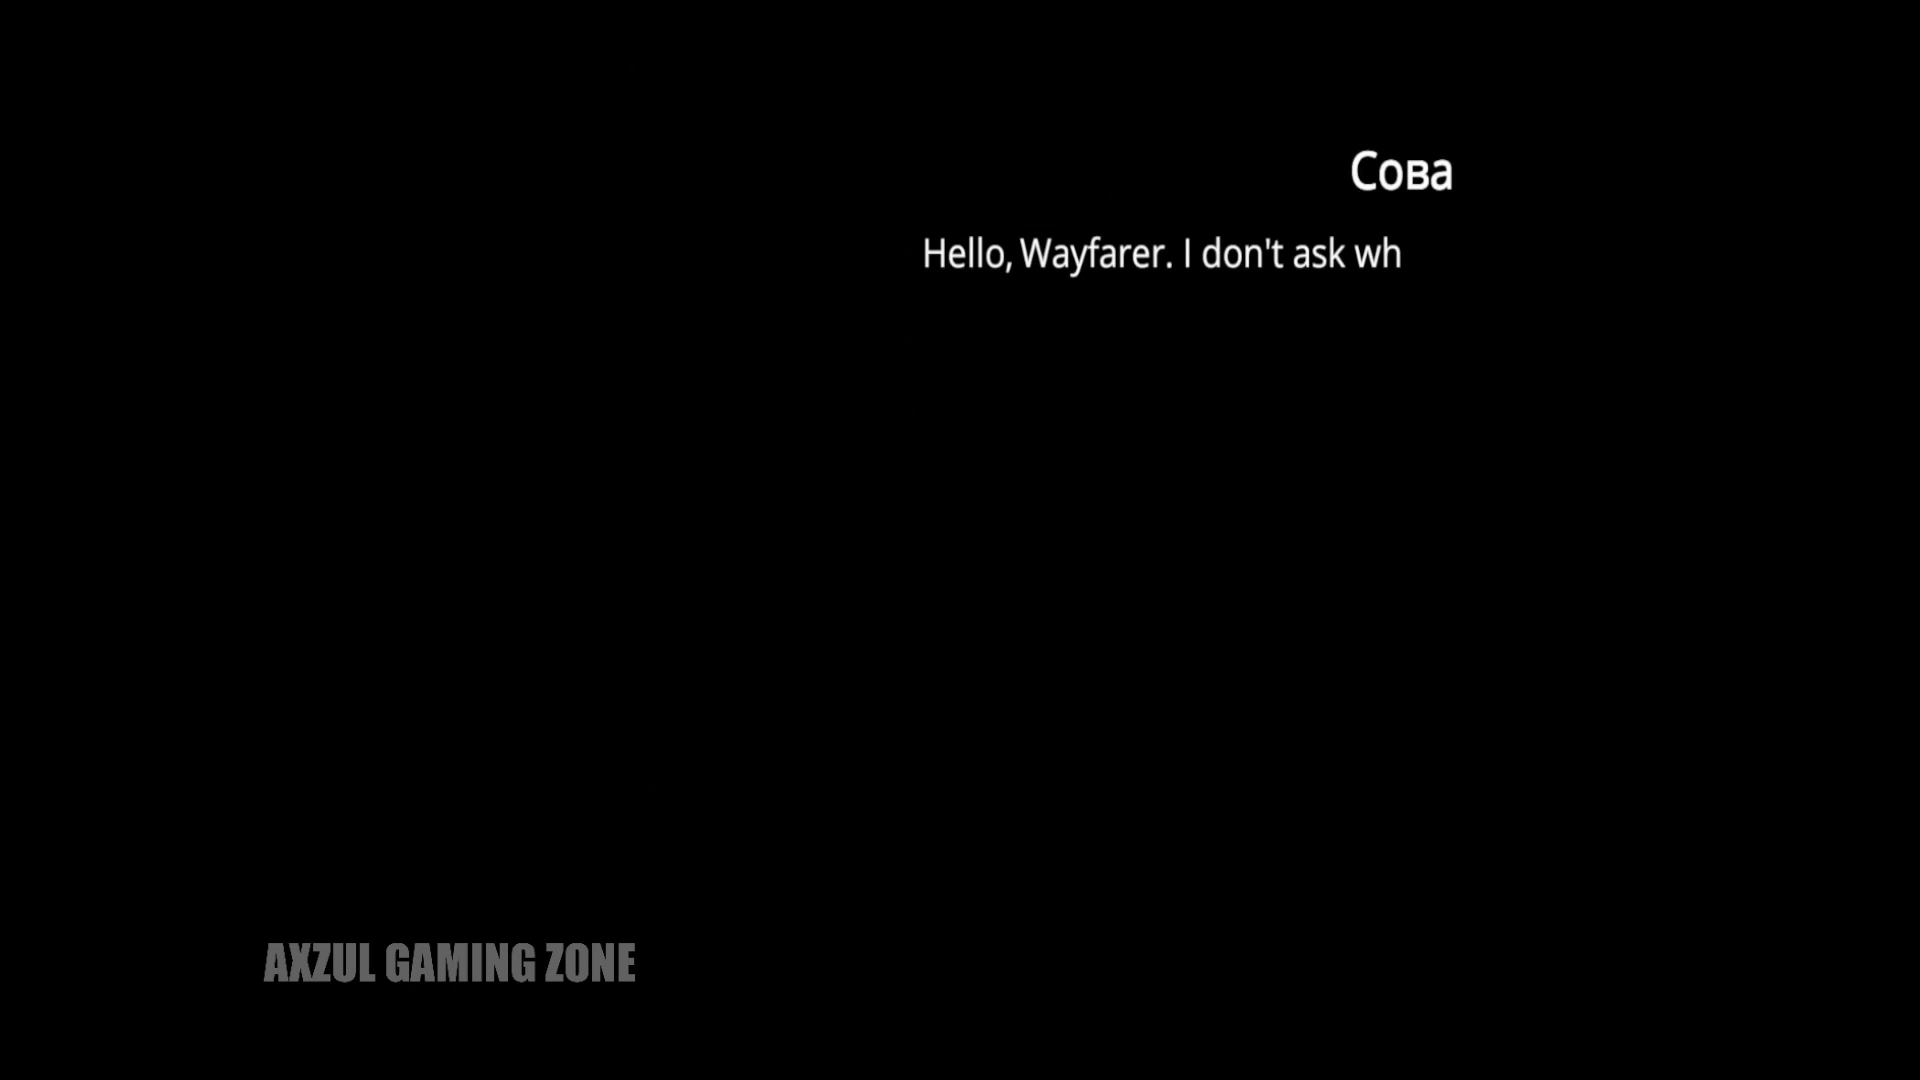 Сова
Hello, Wayfarer. I don't ask wh
AXZUL GAMING ZONE